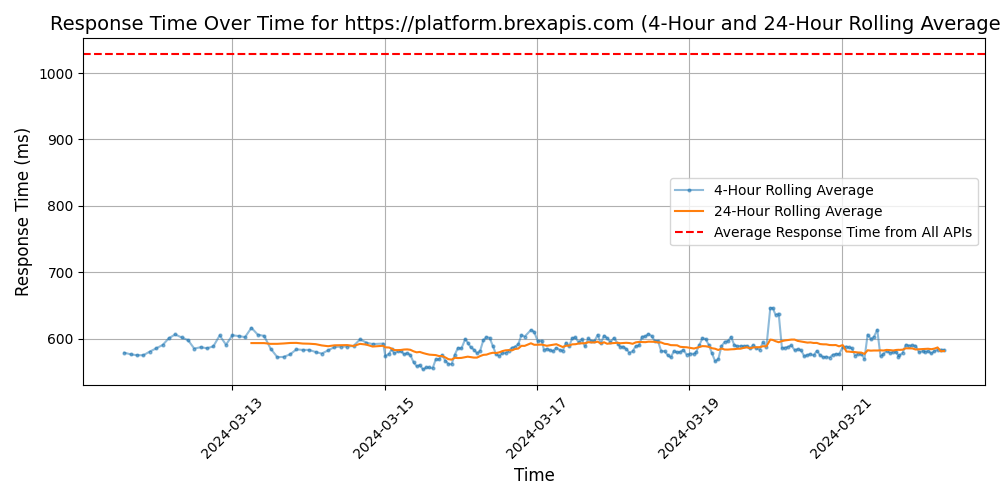 Response Time Over Time for https://platform.brexapis.com (4-Hour and 24-Hour Rolling Average
Response Time (ms)
1000
900
800
700
600
4-Hour Rolling Average
24-Hour Rolling Average
Average Response Time from All APIs
2024-03-13
2024-03-15
2024-03-17
2024-03-19
2024-03-21
Time